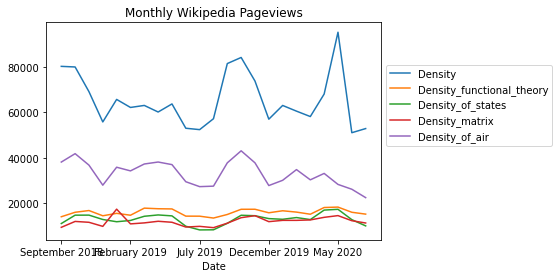 Monthly Wikipedia Pageviews
80000
60000
40000
20000
September 2018
February 2019
July 2019
December 2019
May 2020
Date
Density
Density_functional_theory
Density_of_states
Density_matrix
Density_of_air